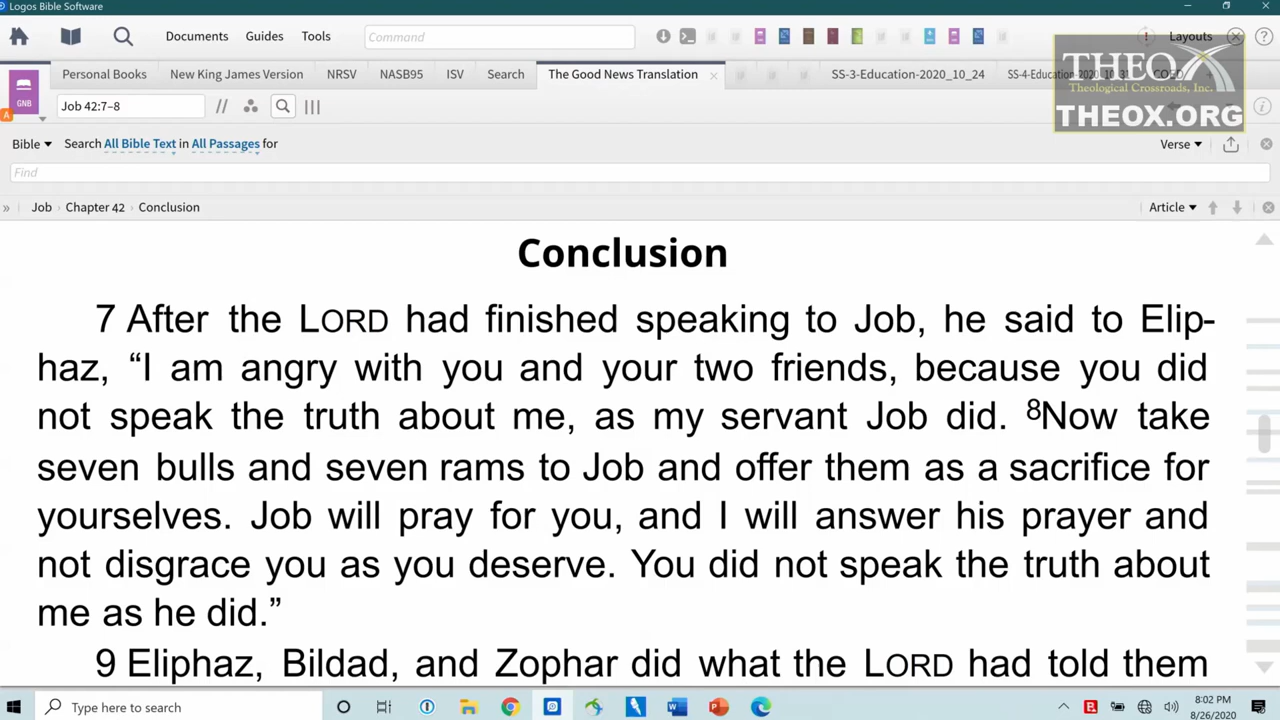 Logos Bible Software
Documents Guides Tools Command Layouts
Personal Books New King James Version NRSV NASB95 ISV Search The Good News Translation SS-3-Education-2020_10_24
THEOX
Theological Crossroads, Inc.
THEOX.ORG
GNB
A
Job 42:7–8
Bible Search All Bible Text in All Passages for Verse
Find
» Job › Chapter 42 › Conclusion Article
Conclusion
7 After the LORD had finished speaking to Job, he said to Elip-
haz, “I am angry with you and your two friends, because you did
not speak the truth about me, as my servant Job did. 8Now take
seven bulls and seven rams to Job and offer them as a sacrifice for
yourselves. Job will pray for you, and I will answer his prayer and
not disgrace you as you deserve. You did not speak the truth about
me as he did.”
9 Eliphaz, Bildad, and Zophar did what the LORD had told them
Type here to search
8:02 PM
8/26/2020